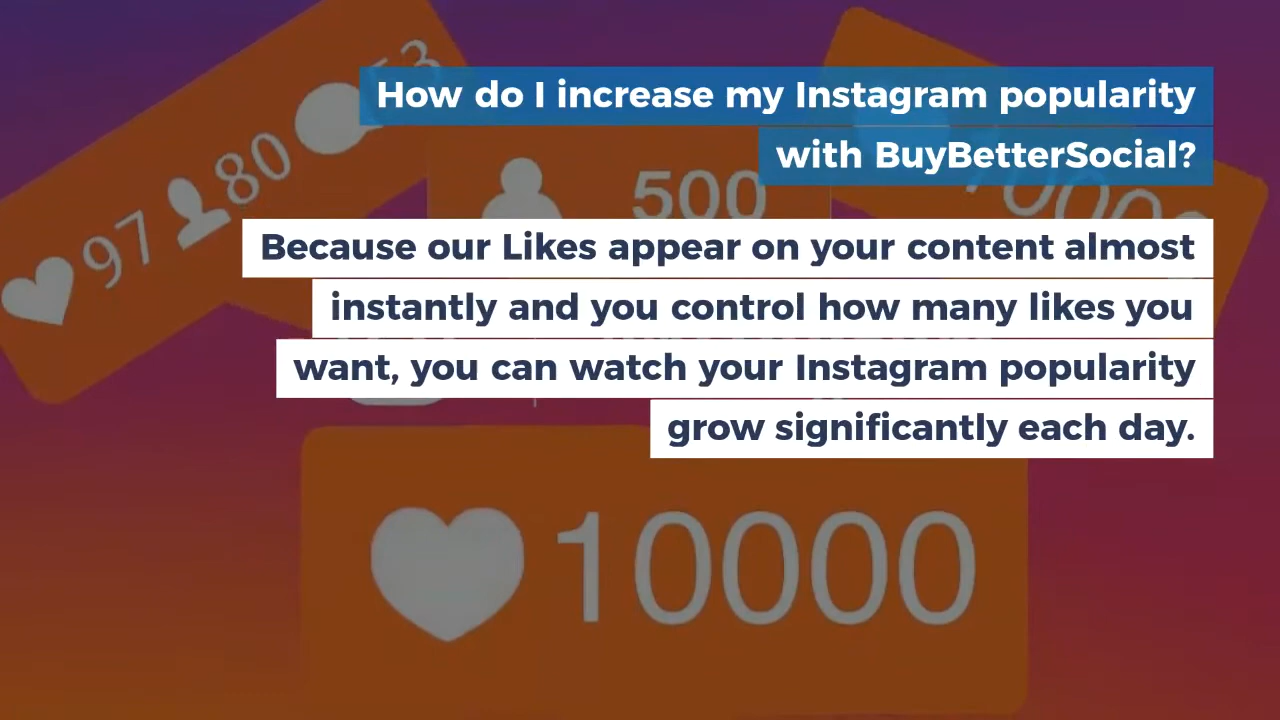 How do I increase my Instagram popularity
with BuyBetterSocial?
Because our Likes appear on your content almost
instantly and you control how many likes you
want, you can watch your Instagram popularity
grow significantly each day.
97 80 53
500
10000